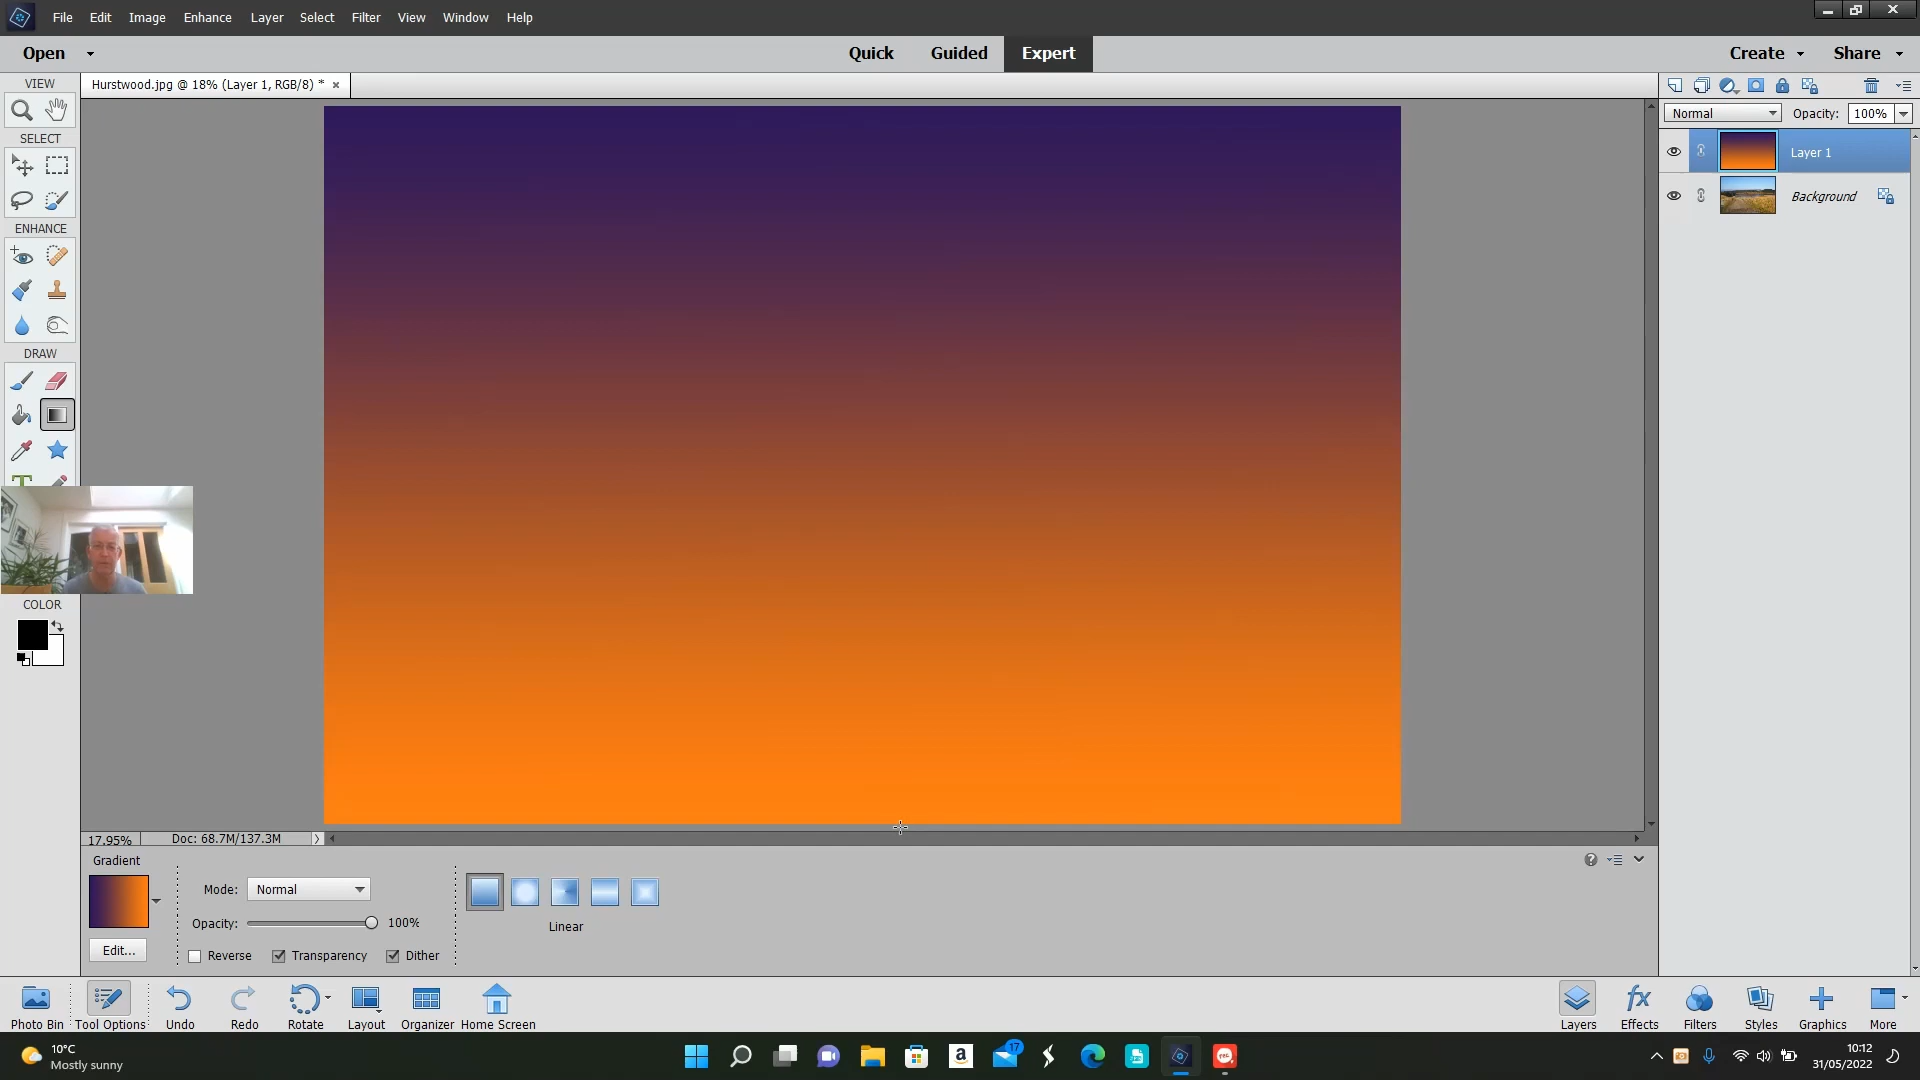 File Edit Image Enhance Layer Select Filter View Window Help
Open Quick Guided Expert Create Share
VIEW
Hurstwood.jpg @ 18% (Layer 1, RGB/8) * ×
Normal Opacity: 100%
SELECT
Layer 1
Background
ENHANCE
DRAW
COLOR
17.95% Doc: 68.7M/137.3M
Gradient
Mode: Normal
Opacity: 100%
Linear
Edit...
Reverse Transparency Dither
Photo Bin Tool Options Undo Redo Rotate Layout Organizer Home Screen
fx
Layers Effects Filters Styles Graphics More
10°C
Mostly sunny
17
10:12
31/05/2022